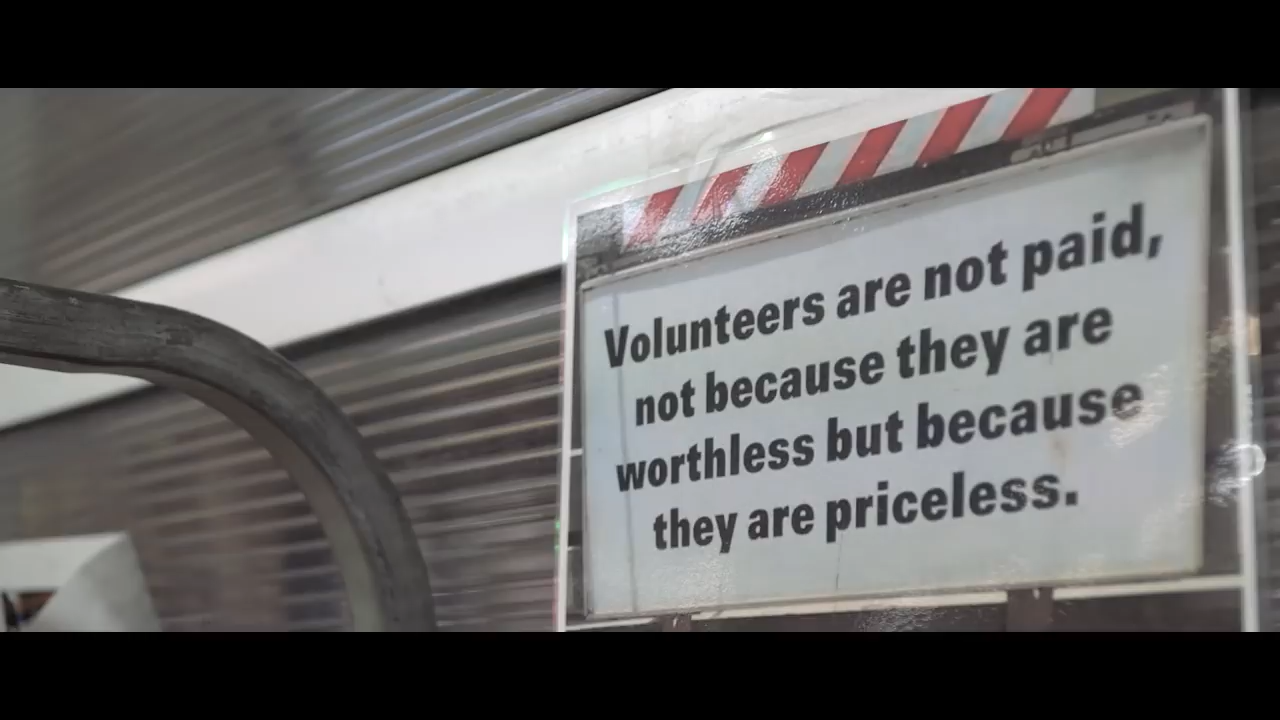 Volunteers are not paid,
not because they are
worthless but because
they are priceless.